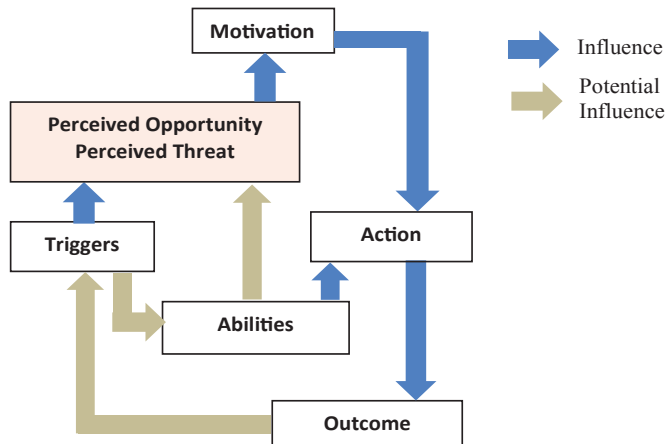 Motivation
Influence
Potential
Influence
Perceived Opportunity
Perceived Threat
Triggers
Action
Abilities
Outcome